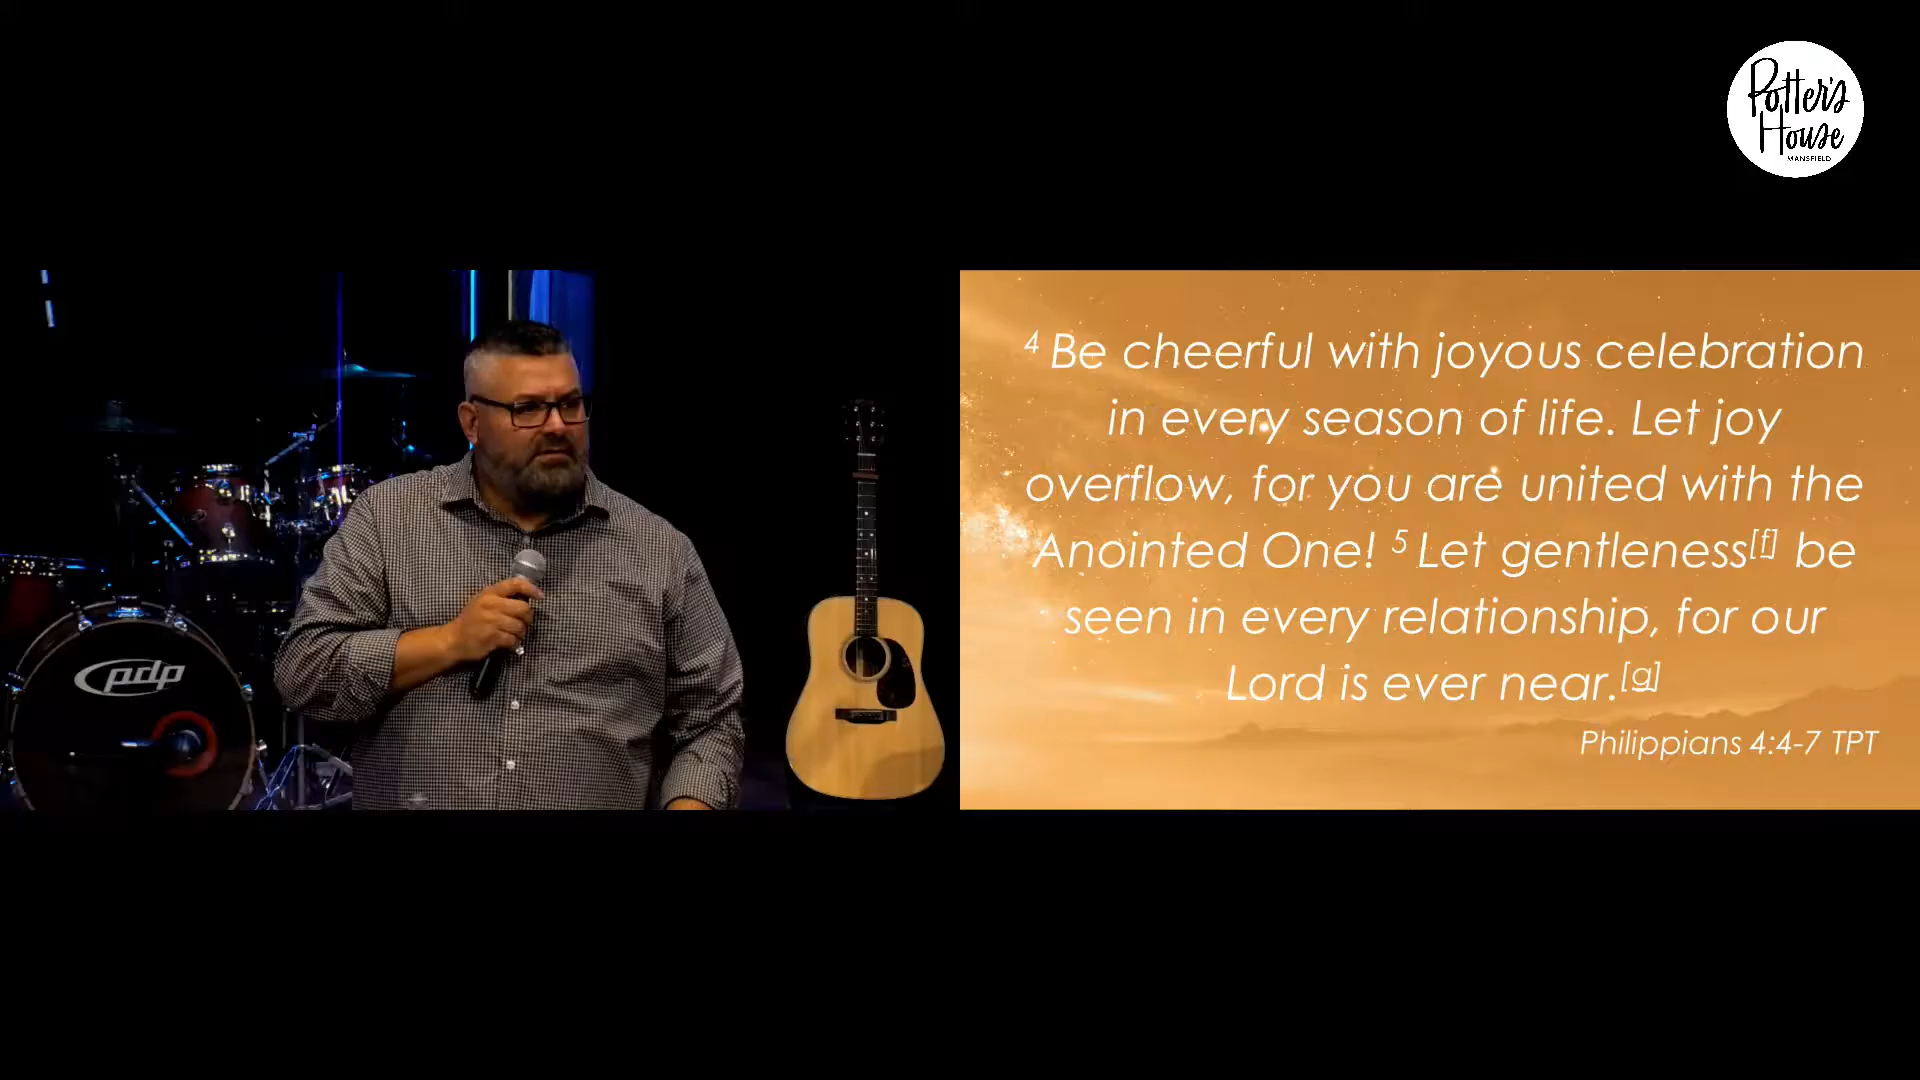 Potter's
House
MANSFIELD
pdp
4 Be cheerful with joyous celebration
in every season of life. Let joy
overflow, for you are united with the
Anointed One! 5 Let gentleness[f] be
seen in every relationship, for our
Lord is ever near.[g]
Philippians 4:4-7 TPT